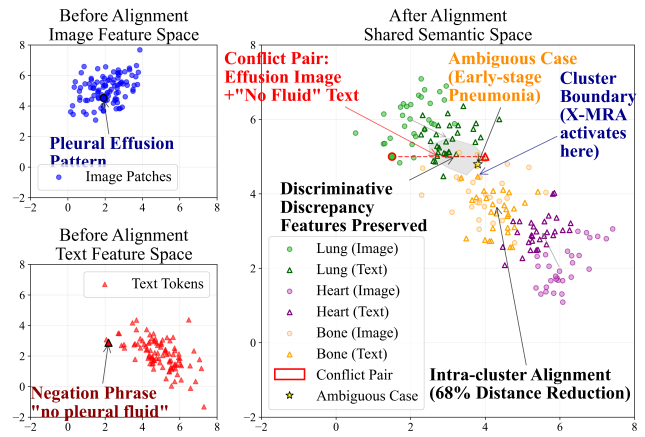 Before Alignment
Image Feature Space
8
6
4
2
0
−2
−2
0
2
4
6
8
Pleural Effusion
Pattern
Image Patches
Before Alignment
Text Feature Space
8
6
4
2
0
−2
−2
0
2
4
6
8
Text Tokens
Negation Phrase
"no pleural fluid"
After Alignment
Shared Semantic Space
8
6
4
2
0
−2
−2
0
2
4
6
8
Conflict Pair:
Effusion Image
+"No Fluid" Text
Ambiguous Case
(Early-stage
Pneumonia)
Cluster
Boundary
(X-MRA
activates
here)
Discriminative
Discrepancy
Features Preserved
Lung (Image)
Lung (Text)
Heart (Image)
Heart (Text)
Bone (Image)
Bone (Text)
Conflict Pair
Ambiguous Case
Intra-cluster Alignment
(68% Distance Reduction)